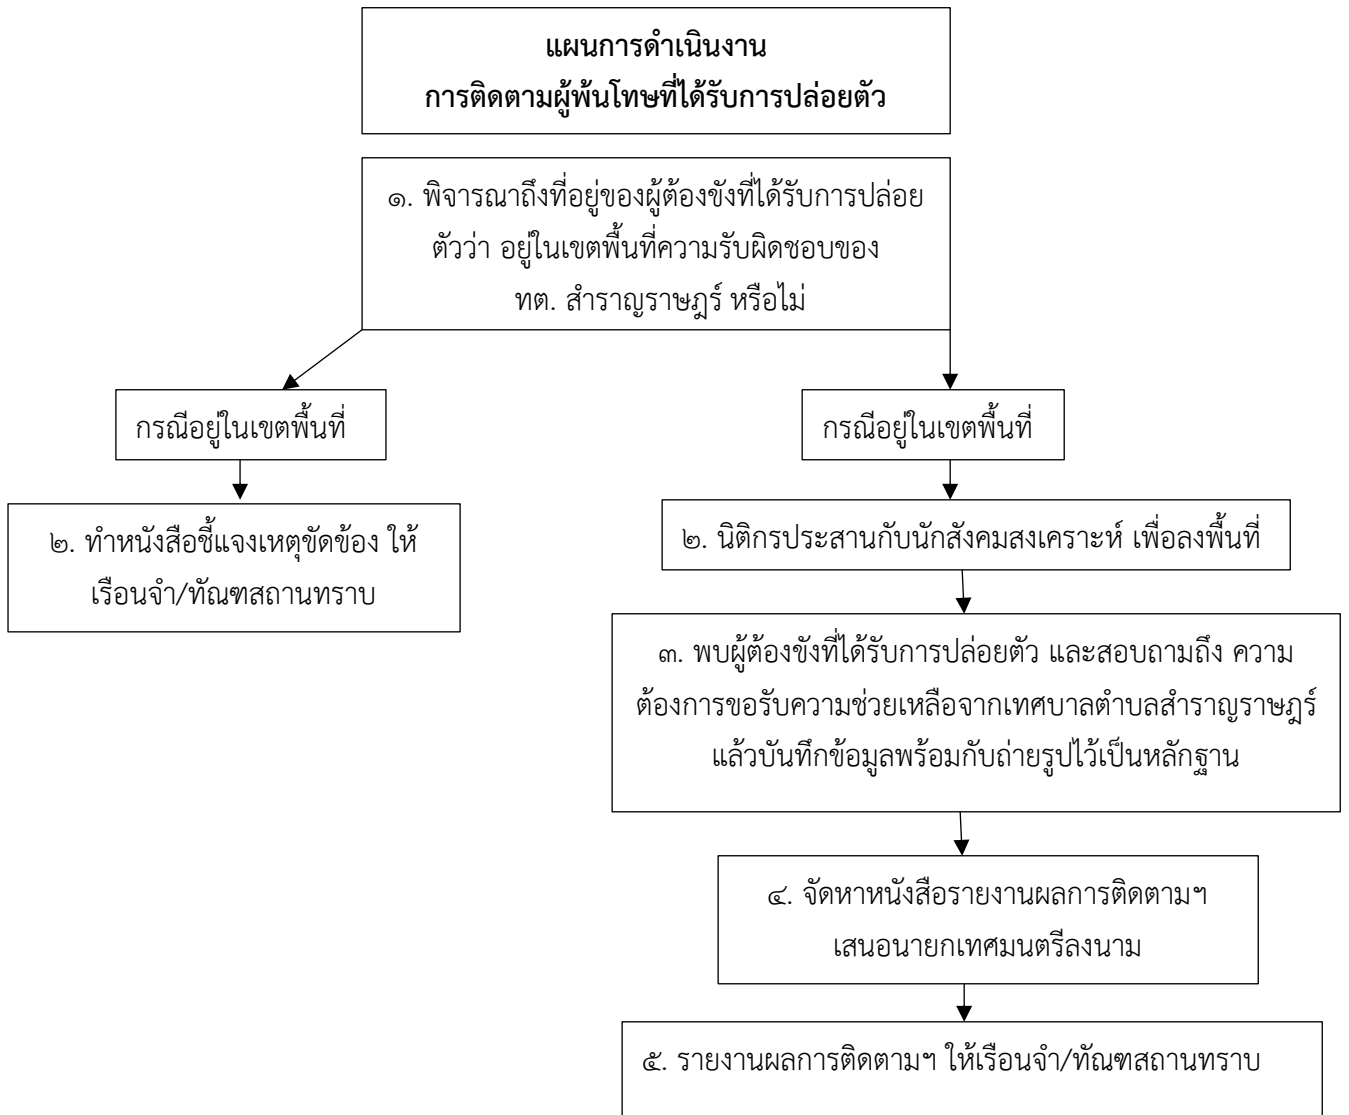 แผนการดำเนินงาน
การติดตามผู้พ้นโทษที่ได้รับการปล่อยตัว
๑. พิจารณาถึงที่อยู่ของผู้ต้องขังที่ได้รับการปล่อย
ตัวว่า อยู่ในเขตพื้นที่ความรับผิดชอบของ
ทต. สำราญราษฎร์ หรือไม่
กรณีอยู่ในเขตพื้นที่
๒. ทำหนังสือชี้แจงเหตุขัดข้อง ให้
เรือนจำ/ทัณฑสถานทราบ
กรณีอยู่ในเขตพื้นที่
๒. นิติกรประสานกับนักสังคมสงเคราะห์ เพื่อลงพื้นที่
๓. พบผู้ต้องขังที่ได้รับการปล่อยตัว และสอบถามถึง ความ
ต้องการขอรับความช่วยเหลือจากเทศบาลตำบลสำราญราษฎร์
แล้วบันทึกข้อมูลพร้อมกับถ่ายรูปไว้เป็นหลักฐาน
๔. จัดหาหนังสือรายงานผลการติดตามฯ
เสนอนายกเทศมนตรีลงนาม
๕. รายงานผลการติดตามฯ ให้เรือนจำ/ทัณฑสถานทราบ